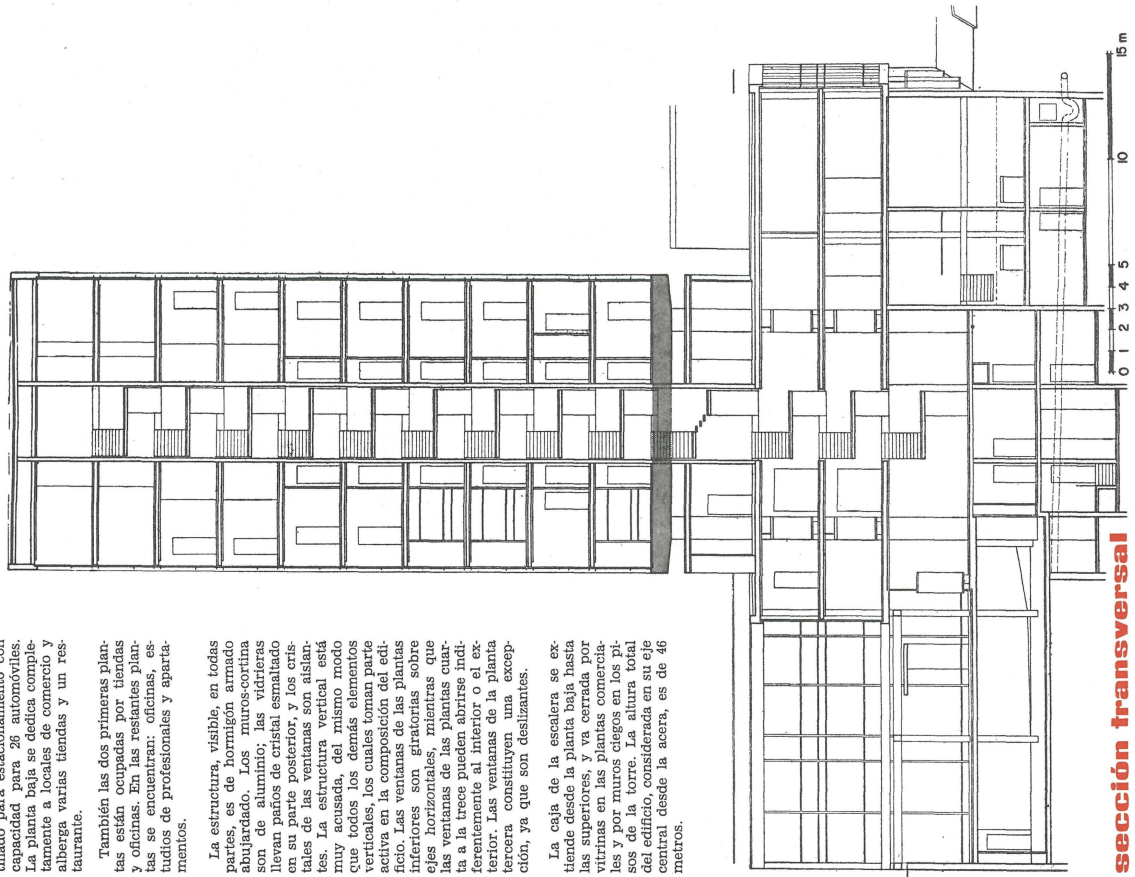 capacidad para 26 automóviles.
La planta baja se dedica comple-
tamente a locales de comercio y
alberga varias tiendas y un res-
taurante.
También las dos primeras plan-
tas están ocupadas por tiendas
y oficinas. En las restantes plan-
tas se encuentran: oficinas, es-
tudios de profesionales y aparta-
mentos.
La estructura, visible, en todas
partes, es de hormigón armado
abujardado. Los muros-cortina
son de aluminio; las vidrieras
llevan paños de cristal esmaltado
en su parte posterior, y los cris-
tales de las ventanas son aislan-
tes. La estructura vertical está
muy acusada, del mismo modo
que todos los demás elementos
verticales, los cuales toman parte
activa en la composición del edi-
ficio. Las ventanas de las plantas
inferiores son giratorias sobre
ejes horizontales, mientras que
las ventanas de las plantas cuar-
ta a la trece pueden abrirse indi-
ferentemente al interior o el ex-
terior. Las ventanas de la planta
tercera constituyen una excep-
ción, ya que son deslizantes.
La caja de la escalera se ex-
tiende desde la planta baja hasta
las superiores, y va cerrada por
vitrinas en las plantas comercia-
les y por muros ciegos en los pi-
sos de la torre. La altura total
del edificio, considerada en su eje
central desde la acera, es de 46
metros.
sección transversal
0 1 2 3 4 5 10 15 m